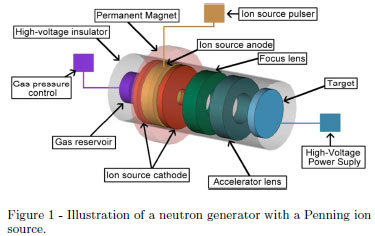 Permanent Magnet
Ion source pulser
High-voltage insulator
Ion source anode
Focus lens
Target
Gas pressure
control
Gas reservoir
Ion source cathode
Accelerator lens
High-Voltage
Power Suply
Figure 1 - Illustration of a neutron generator with a Penning ion
source.